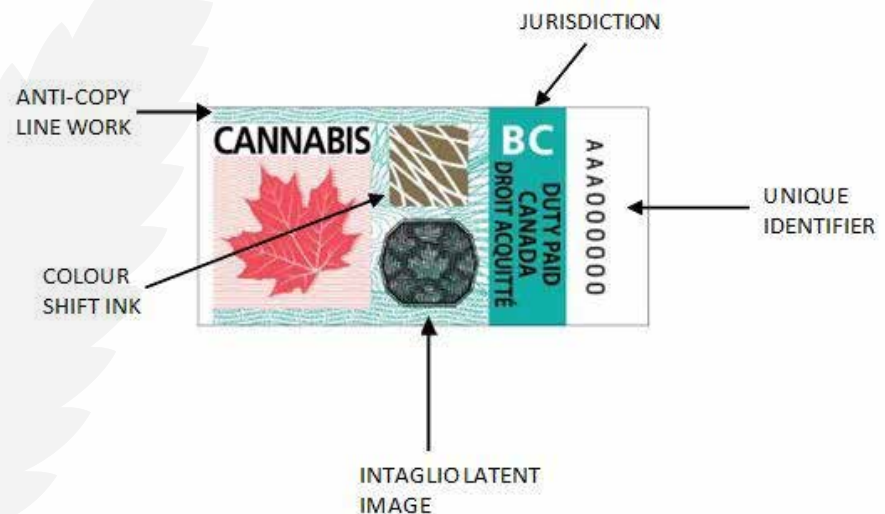 JURISDICTION
ANTI-COPY
LINE WORK
CANNABIS
BC
DUTY PAID
CANADA
DROIT ACQUITTÉ
AAA000000
UNIQUE
IDENTIFIER
COLOUR
SHIFT INK
INTAGLIO LATENT
IMAGE